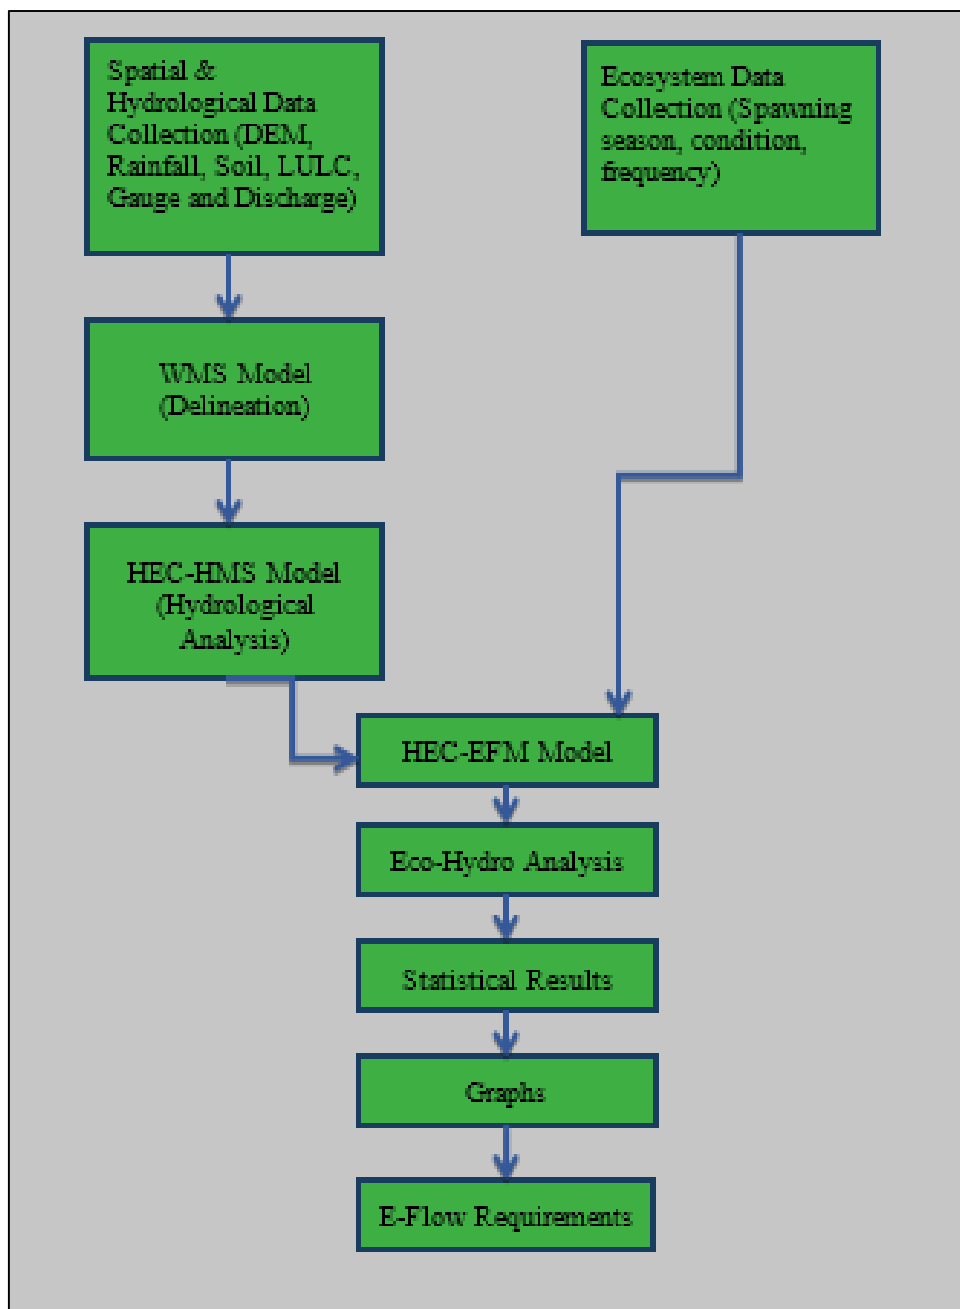 Spatial &
Hydrological Data
Collection (DEM,
Rainfall, Soil, LULC,
Gauge and Discharge)
Ecosystem Data
Collection (Spawning
season, condition,
frequency)
WMS Model
(Delineation)
HEC-HMS Model
(Hydrological
Analysis)
HEC-EFM Model
Eco-Hydro Analysis
Statistical Results
Graphs
E-Flow Requirements